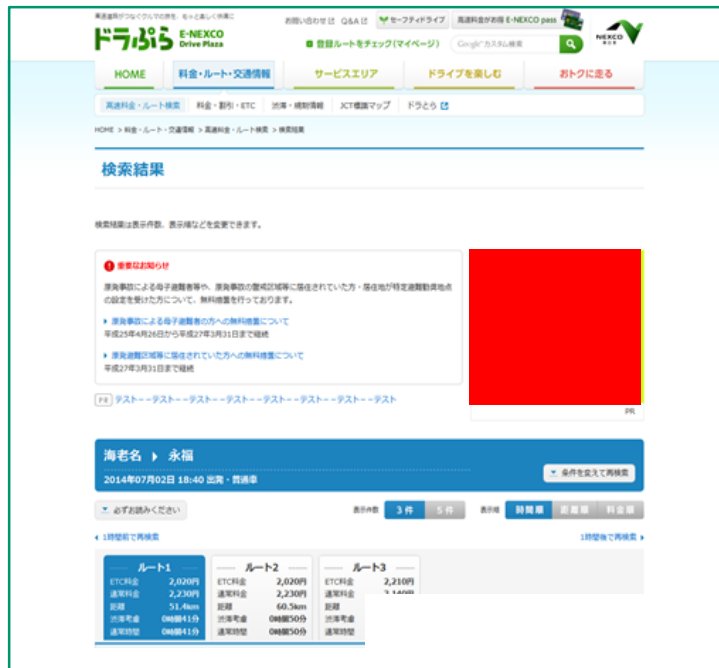 高速道路がつなぐクルマの旅を、もっと楽しく快適に
お問い合わせ Q&A セーフティドライブ 高速料金がお得 E-NEXCO pass
ドラぷら E-NEXCO Drive Plaza
登録ルートをチェック(マイページ) Google カスタム検索
NEXCO
HOME 料金・ルート・交通情報 サービスエリア ドライブを楽しむ おトクに走る
高速料金・ルート検索 料金・割引・ETC 渋滞・規制情報 JCT標識マップ ドラとら
HOME > 料金・ルート・交通情報 > 高速料金・ルート検索 > 検索結果
検索結果
検索結果は表示件数、表示順などを変更できます。
重要なお知らせ
原発事故による母子避難者等や、原発事故の警戒区域等に居住されていた方・居住地が特定避難勧奨地点
の設定を受けた方について、無料措置を行っております。
原発事故による母子避難者の方への無料措置について
平成25年4月26日から平成27年3月31日まで継続
原発避難区域等に居住されていた方への無料措置について
平成27年3月31日まで継続
PR テスト－－テスト－－テスト－－テスト－－テスト－－テスト－－テスト－－テスト
PR
海老名 永福
2014年07月02日 18:40 出発・普通車
条件を変えて再検索
必ずお読みください 表示件数 3 件 5 件 表示順 時間順 距離順 料金順
1時間前で再検索 1時間後で再検索
ルート1 ルート2 ルート3
ETC料金 2,020円 ETC料金 2,020円 ETC料金 2,210円
通常料金 2,230円 通常料金 2,230円 通常料金
距離 51.4km 距離 60.5km 距離
渋滞考慮 0時間41分 渋滞考慮 0時間50分 渋滞考慮
通常時間 0時間41分 通常時間 0時間50分 通常時間